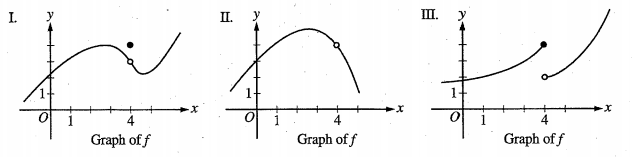 I. y
1
O 1 4 x
Graph of f
II. y
1
O 1 4 x
Graph of f
III. y
1
O 1 4 x
Graph of f